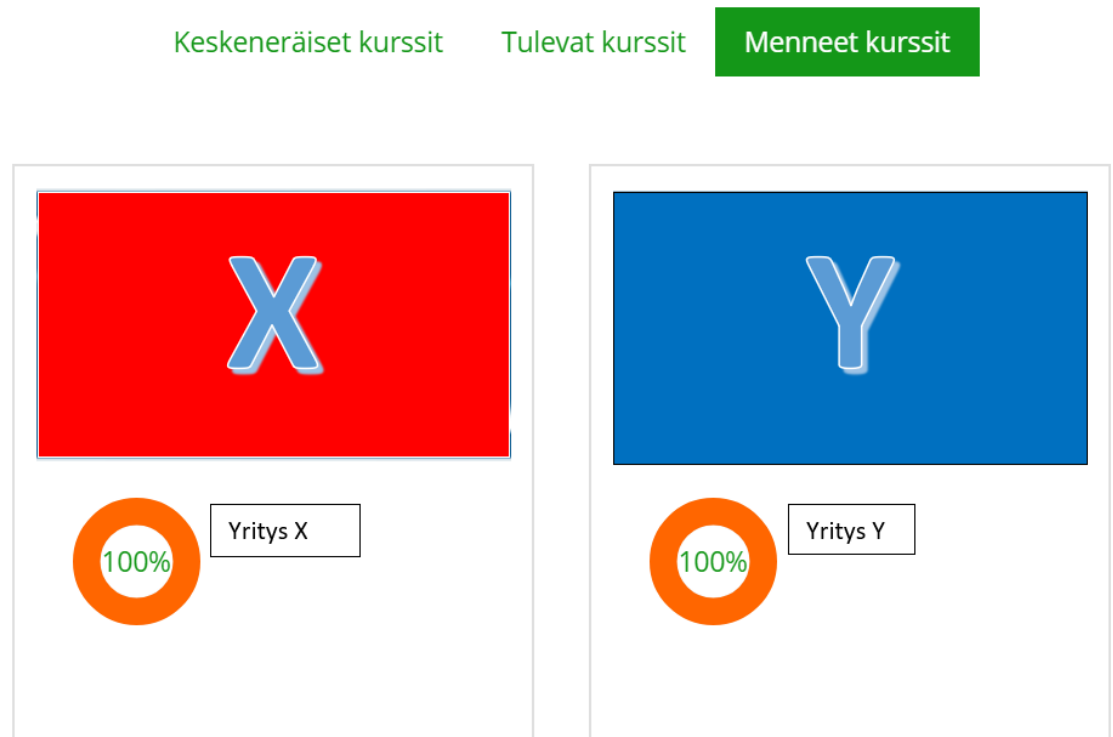 Keskeneräiset kurssit Tulevat kurssit Menneet kurssit
X
Y
100%
Yritys X
100%
Yritys Y